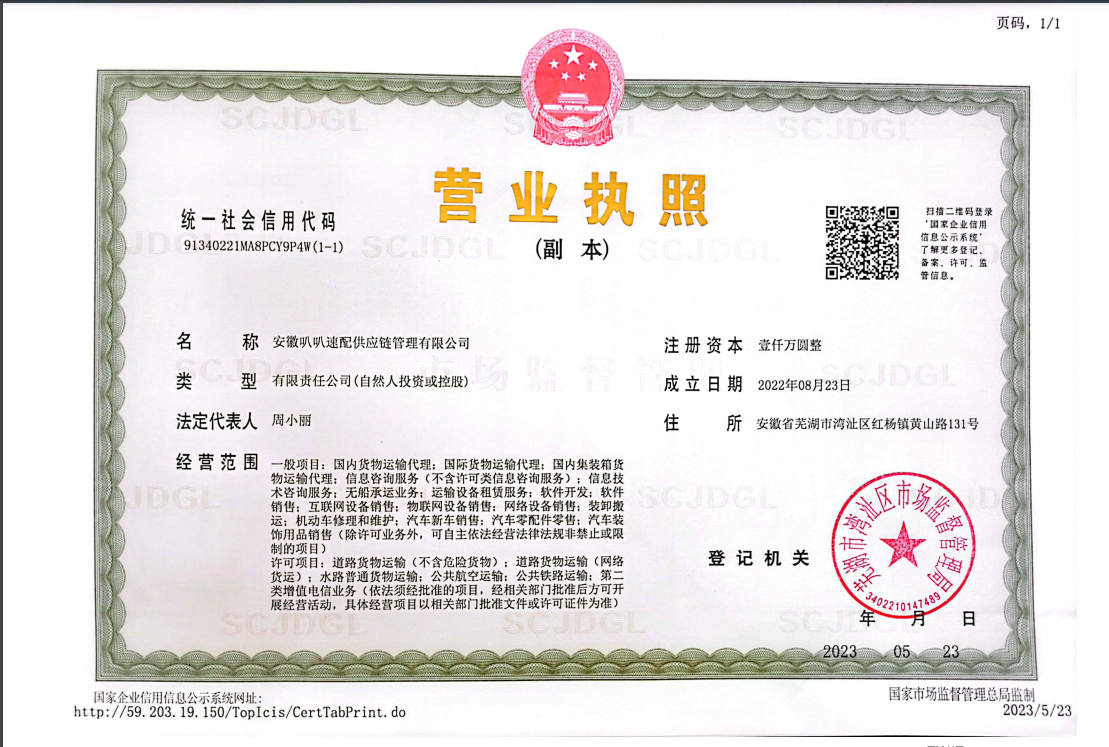 页码，1/1
营业执照
(副 本)
统一社会信用代码
91340221MA8PCY9P4W(1-1)
扫描二维码登录
‘国家企业信用
信息公示系统’
了解更多登记、
备案、许可、监
管信息。
名 称 安徽叭叭速配供应链管理有限公司
类 型 有限责任公司(自然人投资或控股)
法定代表人 周小丽
经营范围 一般项目：国内货物运输代理；国际货物运输代理；国内集装箱货
物运输代理；信息咨询服务（不含许可类信息咨询服务）；信息技
术咨询服务；无船承运业务；运输设备租赁服务；软件开发；软件
销售；互联网设备销售；物联网设备销售；网络设备销售；装卸搬
运；机动车修理和维护；汽车新车销售；汽车零配件零售；汽车装
饰用品销售（除许可业务外，可自主依法经营法律法规非禁止或限
制的项目）
许可项目：道路货物运输（不含危险货物）；道路货物运输（网络
货运）；水路普通货物运输；公共航空运输；公共铁路运输；第二
类增值电信业务（依法须经批准的项目，经相关部门批准后方可开
展经营活动，具体经营项目以相关部门批准文件或许可证件为准）
注册资本 壹仟万圆整
成立日期 2022年08月23日
住 所 安徽省芜湖市湾沚区红杨镇黄山路131号
登记机关
芜湖市湾沚区市场监督管理局
3402210147489
年 月 日
2023 05 23
国家企业信用信息公示系统网址：
http://59.203.19.150/TopIcis/CertTabPrint.do
国家市场监督管理总局监制
2023/5/23
SCJDGL
市场监督管理